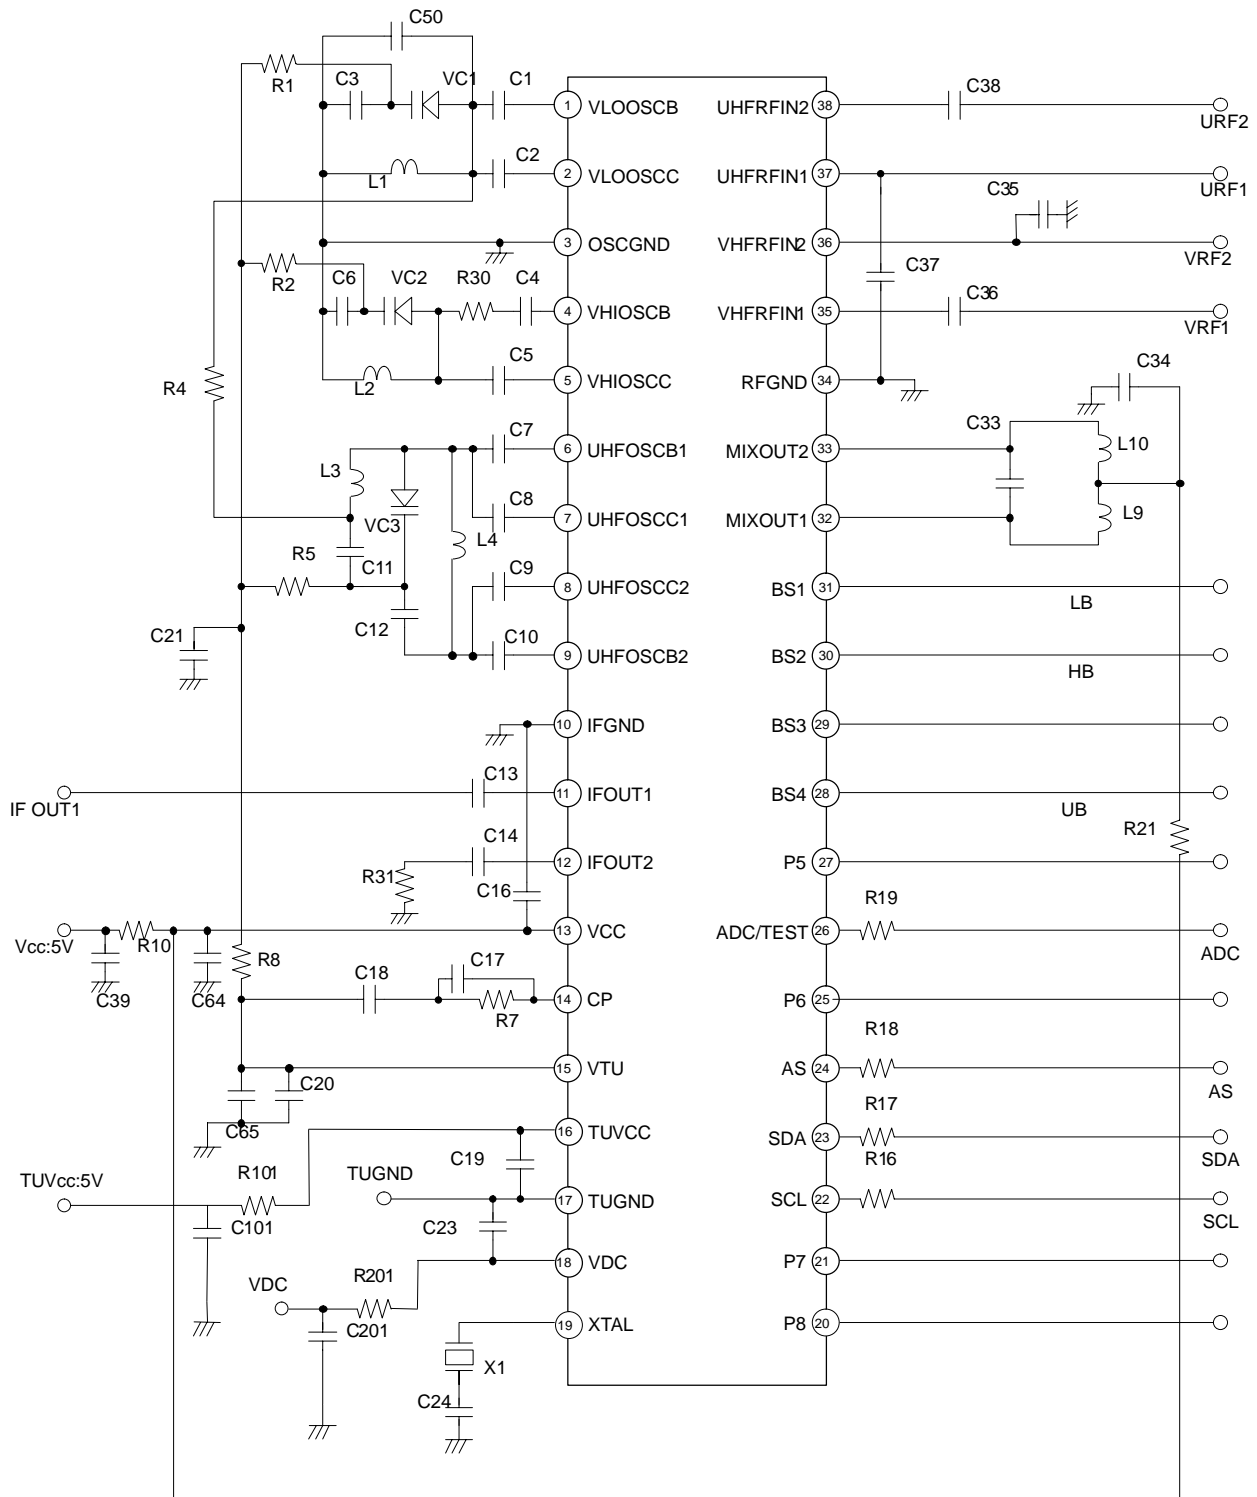 C50
R1
C3
VC1
C1
1 VLOOSCB
UHFRFIN2 38
C38
URF2
L1
C2
2 VLOOSCC
UHFRFIN1 37
C35
URF1
3 OSCGND
VHFRFIN2 36
VRF2
R2
C6
VC2
R30
C4
C37
C36
4 VHIOSCB
VHFRFIN1 35
VRF1
R4
L2
C5
5 VHIOSCC
RFGND 34
C34
C7
C33
6 UHFOSCB1
MIXOUT2 33
L10
L3
C8
7 UHFOSCC1
MIXOUT1 32
L9
VC3
L4
R5
C11
C9
8 UHFOSCC2
BS1 31
LB
C12
C10
C21
9 UHFOSCB2
BS2 30
HB
10 IFGND
BS3 29
C13
IF OUT1
11 IFOUT1
BS4 28
UB
R21
C14
R31
12 IFOUT2
P5 27
C16
R19
Vcc:5V
R10
13 VCC
ADC/TEST 26
ADC
R8
C39
C64
C18
C17
R7
14 CP
P6 25
R18
15 VTU
AS 24
AS
C20
C65
R17
16 TUVCC
SDA 23
SDA
C19
R16
TUVcc:5V
R101
TUGND
17 TUGND
SCL 22
SCL
C101
C23
18 VDC
P7 21
VDC
R201
C201
19 XTAL
P8 20
X1
C24